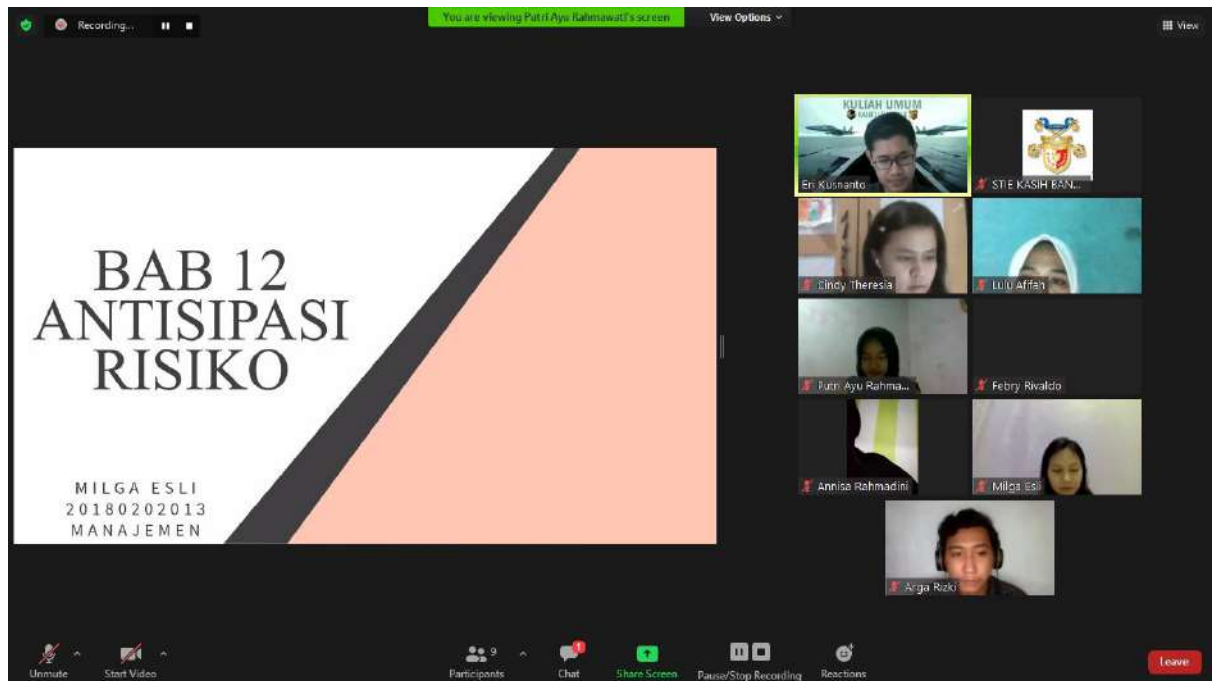 Recording...
You are viewing Putri Ayu Rahmawati's screen
View Options
View
BAB 12
ANTISIPASI
RISIKO
MILGA ESLI
20180202013
MANAJEMEN
KULIAH UMUM
En Kusnanto
STIE KASIH BAN...
Cindy Theresia
Lulu Afifah
Putri Ayu Rahma...
Febry Rivaldo
Annisa Rahmadini
Milga Esli
Arga Rizki
Unmute
Start Video
9
Participants
1
Chat
Share Screen
Pause/Stop Recording
Reactions
Leave